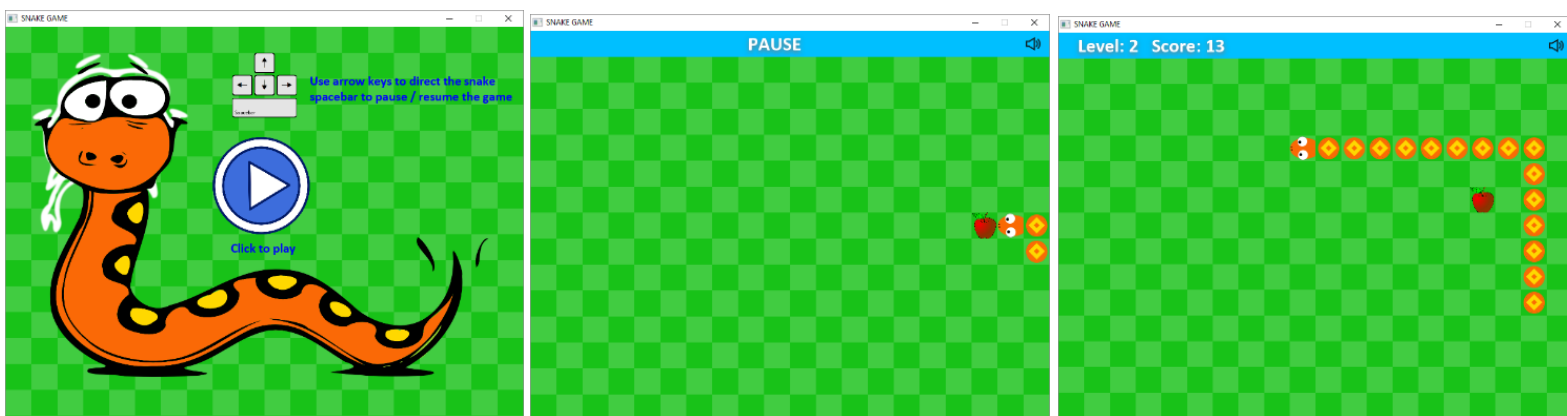 SNAKE GAME
Use arrow keys to direct the snake
spacebar to pause / resume the game
Click to play
SNAKE GAME
PAUSE
SNAKE GAME
Level: 2 Score: 13